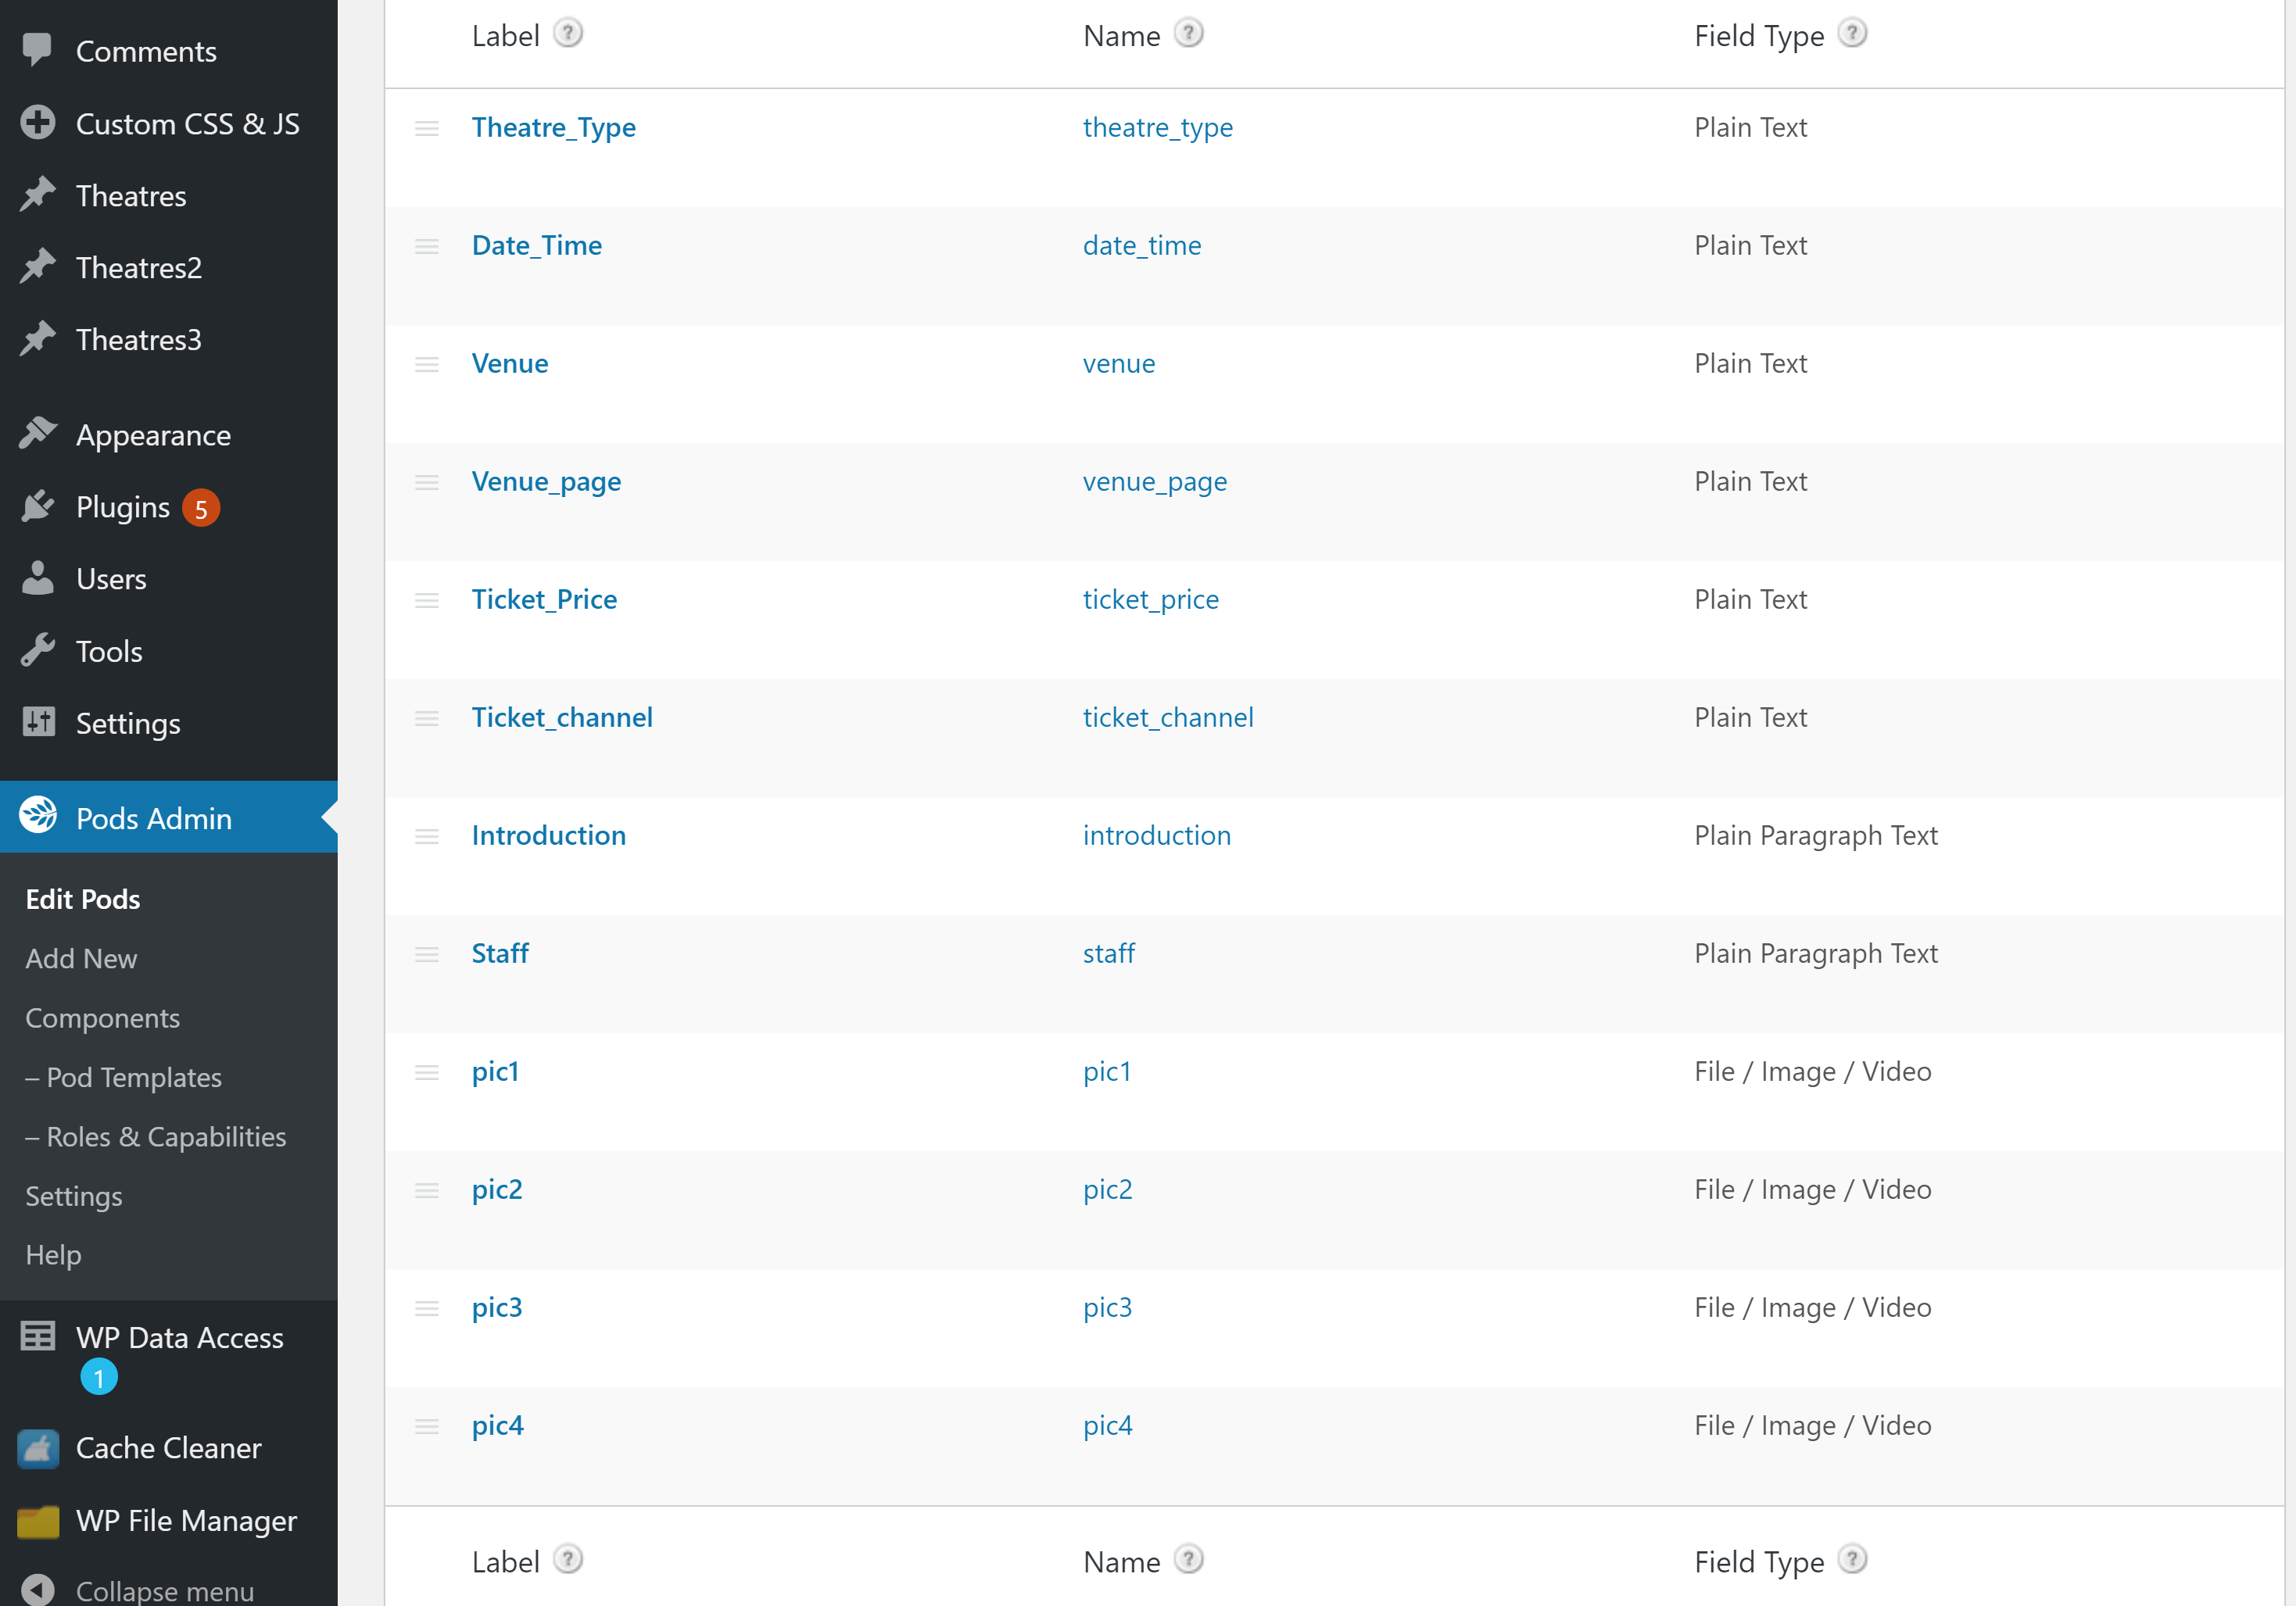 Comments
Custom CSS & JS
Theatres
Theatres2
Theatres3
Appearance
Plugins 5
Users
Tools
Settings
Pods Admin
Edit Pods
Add New
Components
– Pod Templates
– Roles & Capabilities
Settings
Help
WP Data Access
1
Cache Cleaner
WP File Manager
Collapse menu
Label ? Name ? Field Type ?
Theatre_Type theatre_type Plain Text
Date_Time date_time Plain Text
Venue venue Plain Text
Venue_page venue_page Plain Text
Ticket_Price ticket_price Plain Text
Ticket_channel ticket_channel Plain Text
Introduction introduction Plain Paragraph Text
Staff staff Plain Paragraph Text
pic1 pic1 File / Image / Video
pic2 pic2 File / Image / Video
pic3 pic3 File / Image / Video
pic4 pic4 File / Image / Video
Label ? Name ? Field Type ?